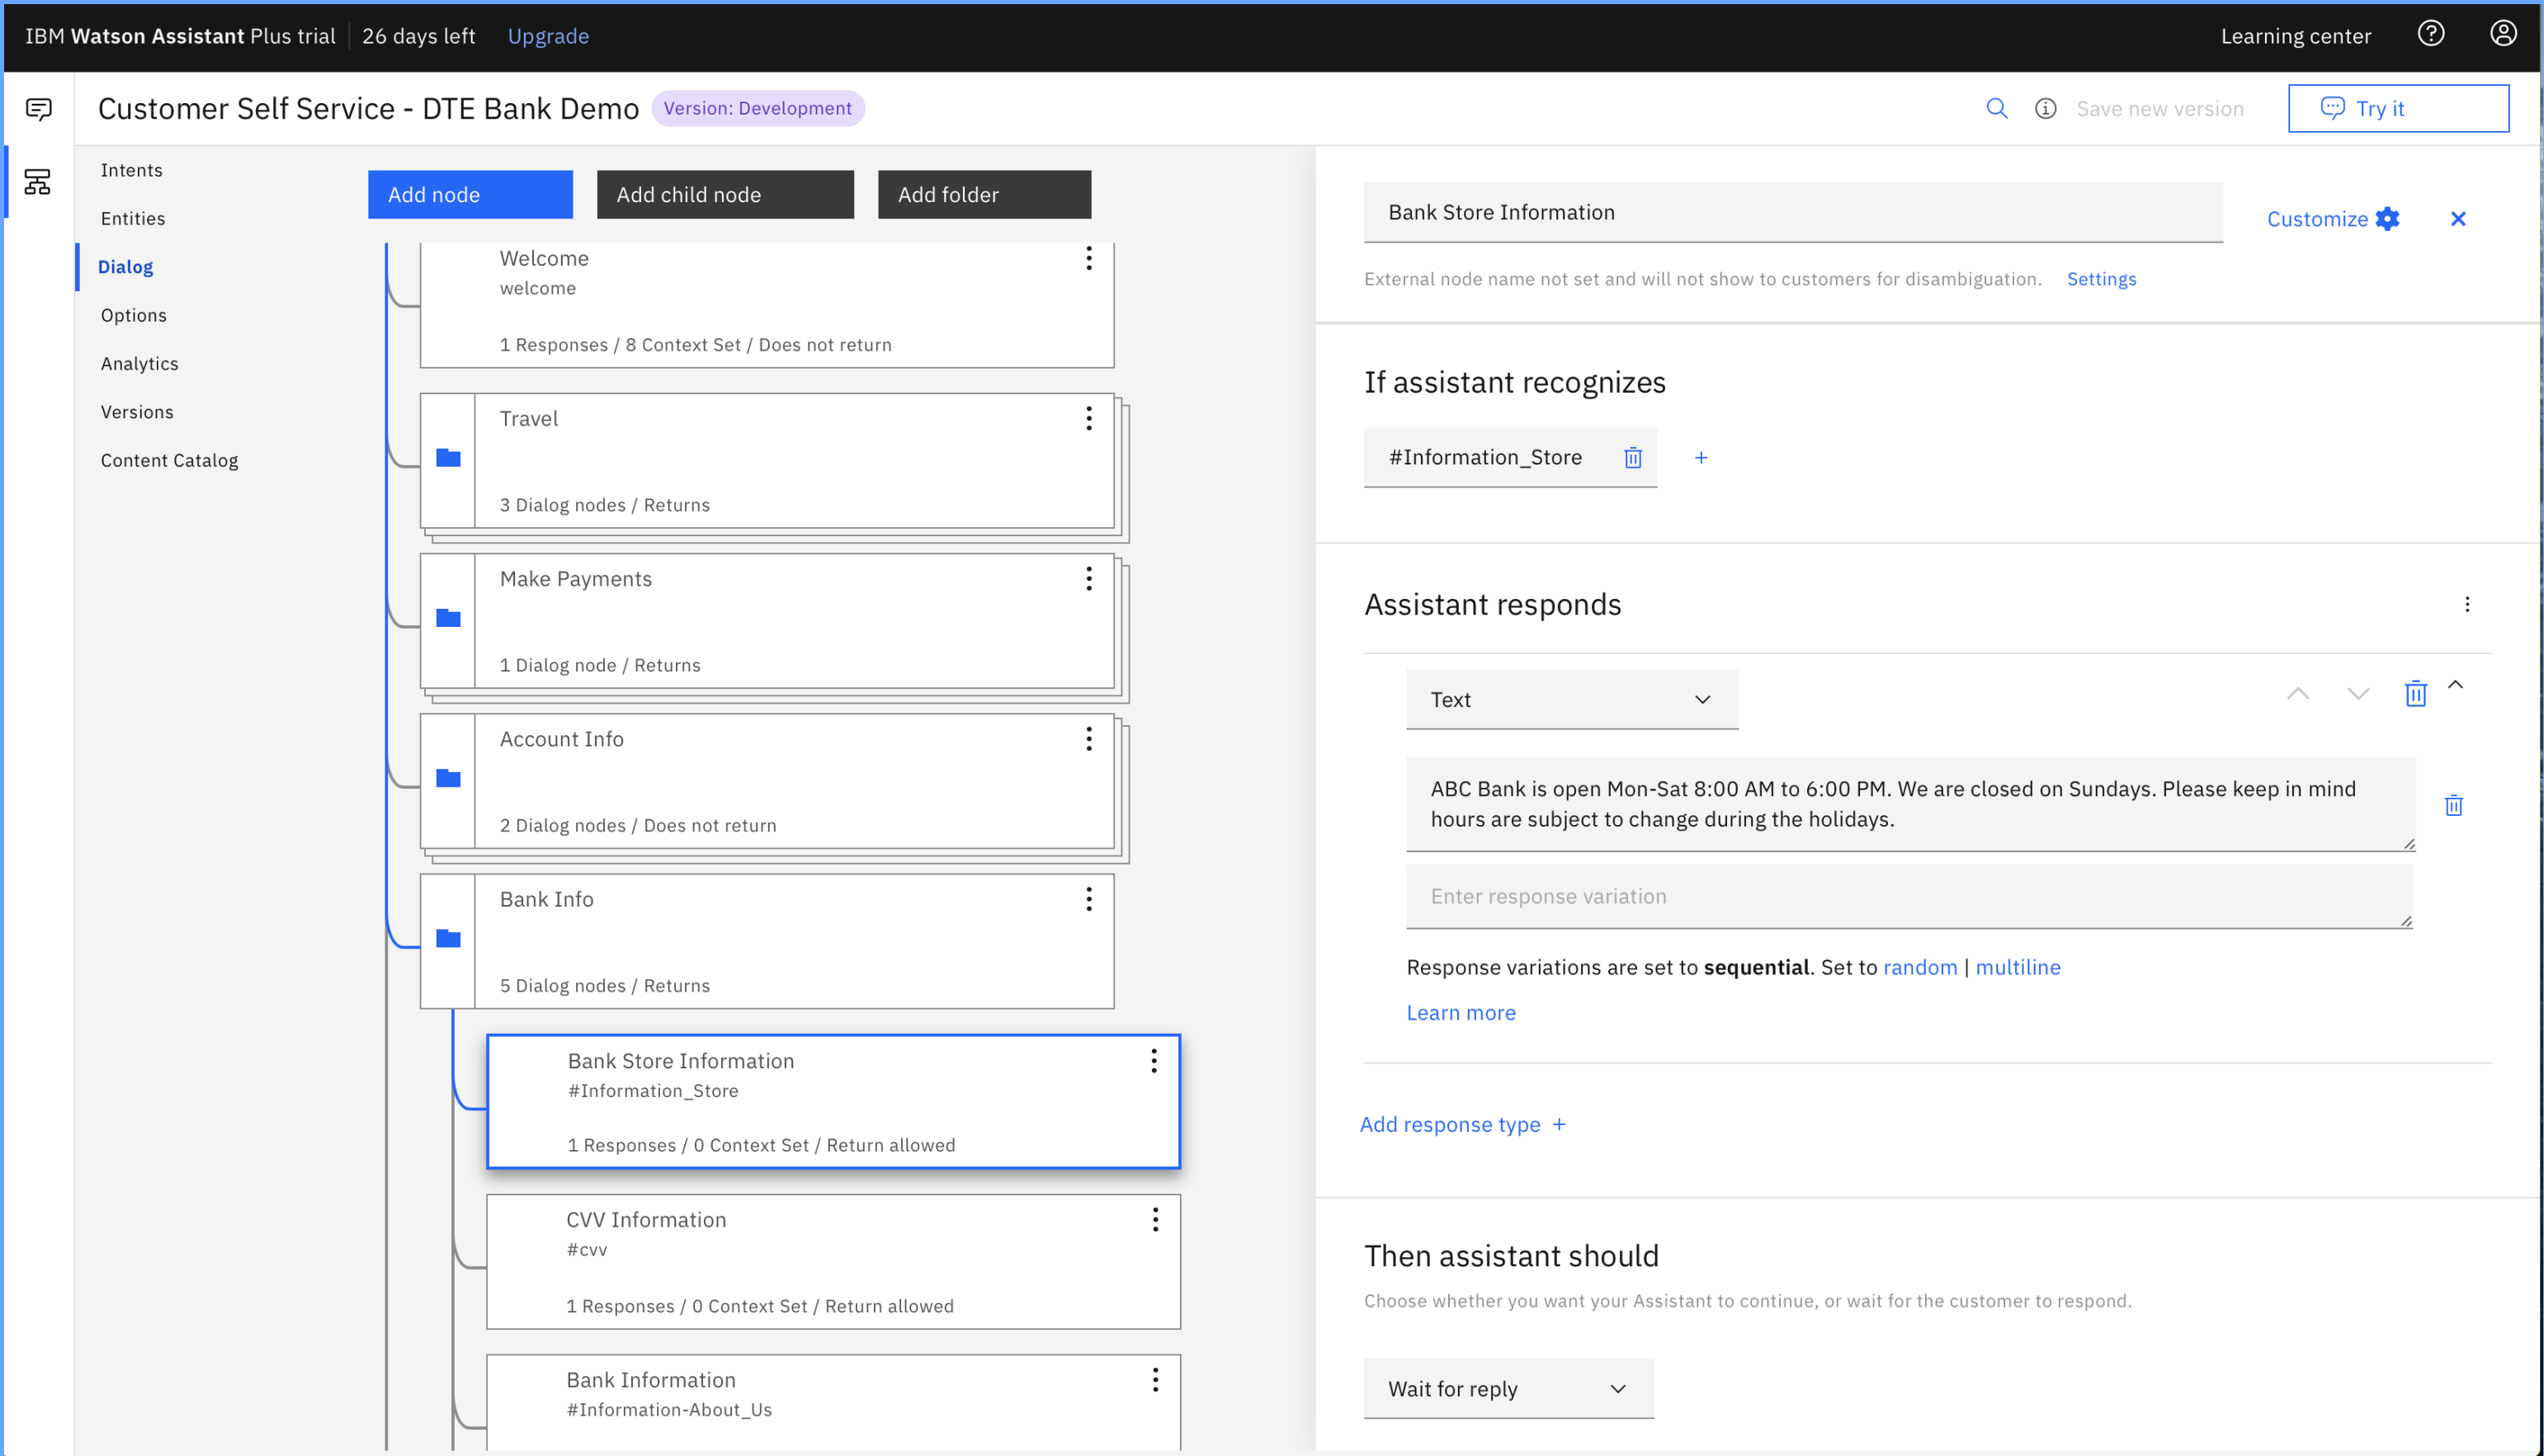 IBM Watson Assistant Plus trial 26 days left Upgrade Learning center
Customer Self Service - DTE Bank Demo Version: Development Save new version Try it
Intents
Entities
Dialog
Options
Analytics
Versions
Content Catalog
Add node Add child node Add folder
Welcome
welcome
1 Responses / 8 Context Set / Does not return
Travel
3 Dialog nodes / Returns
Make Payments
1 Dialog node / Returns
Account Info
2 Dialog nodes / Does not return
Bank Info
5 Dialog nodes / Returns
Bank Store Information
#Information_Store
1 Responses / 0 Context Set / Return allowed
CVV Information
#cvv
1 Responses / 0 Context Set / Return allowed
Bank Information
#Information-About_Us
Bank Store Information
Customize
External node name not set and will not show to customers for disambiguation. Settings
If assistant recognizes
#Information_Store
+
Assistant responds
Text
ABC Bank is open Mon-Sat 8:00 AM to 6:00 PM. We are closed on Sundays. Please keep in mind
hours are subject to change during the holidays.
Enter response variation
Response variations are set to sequential. Set to random | multiline
Learn more
Add response type +
Then assistant should
Choose whether you want your Assistant to continue, or wait for the customer to respond.
Wait for reply